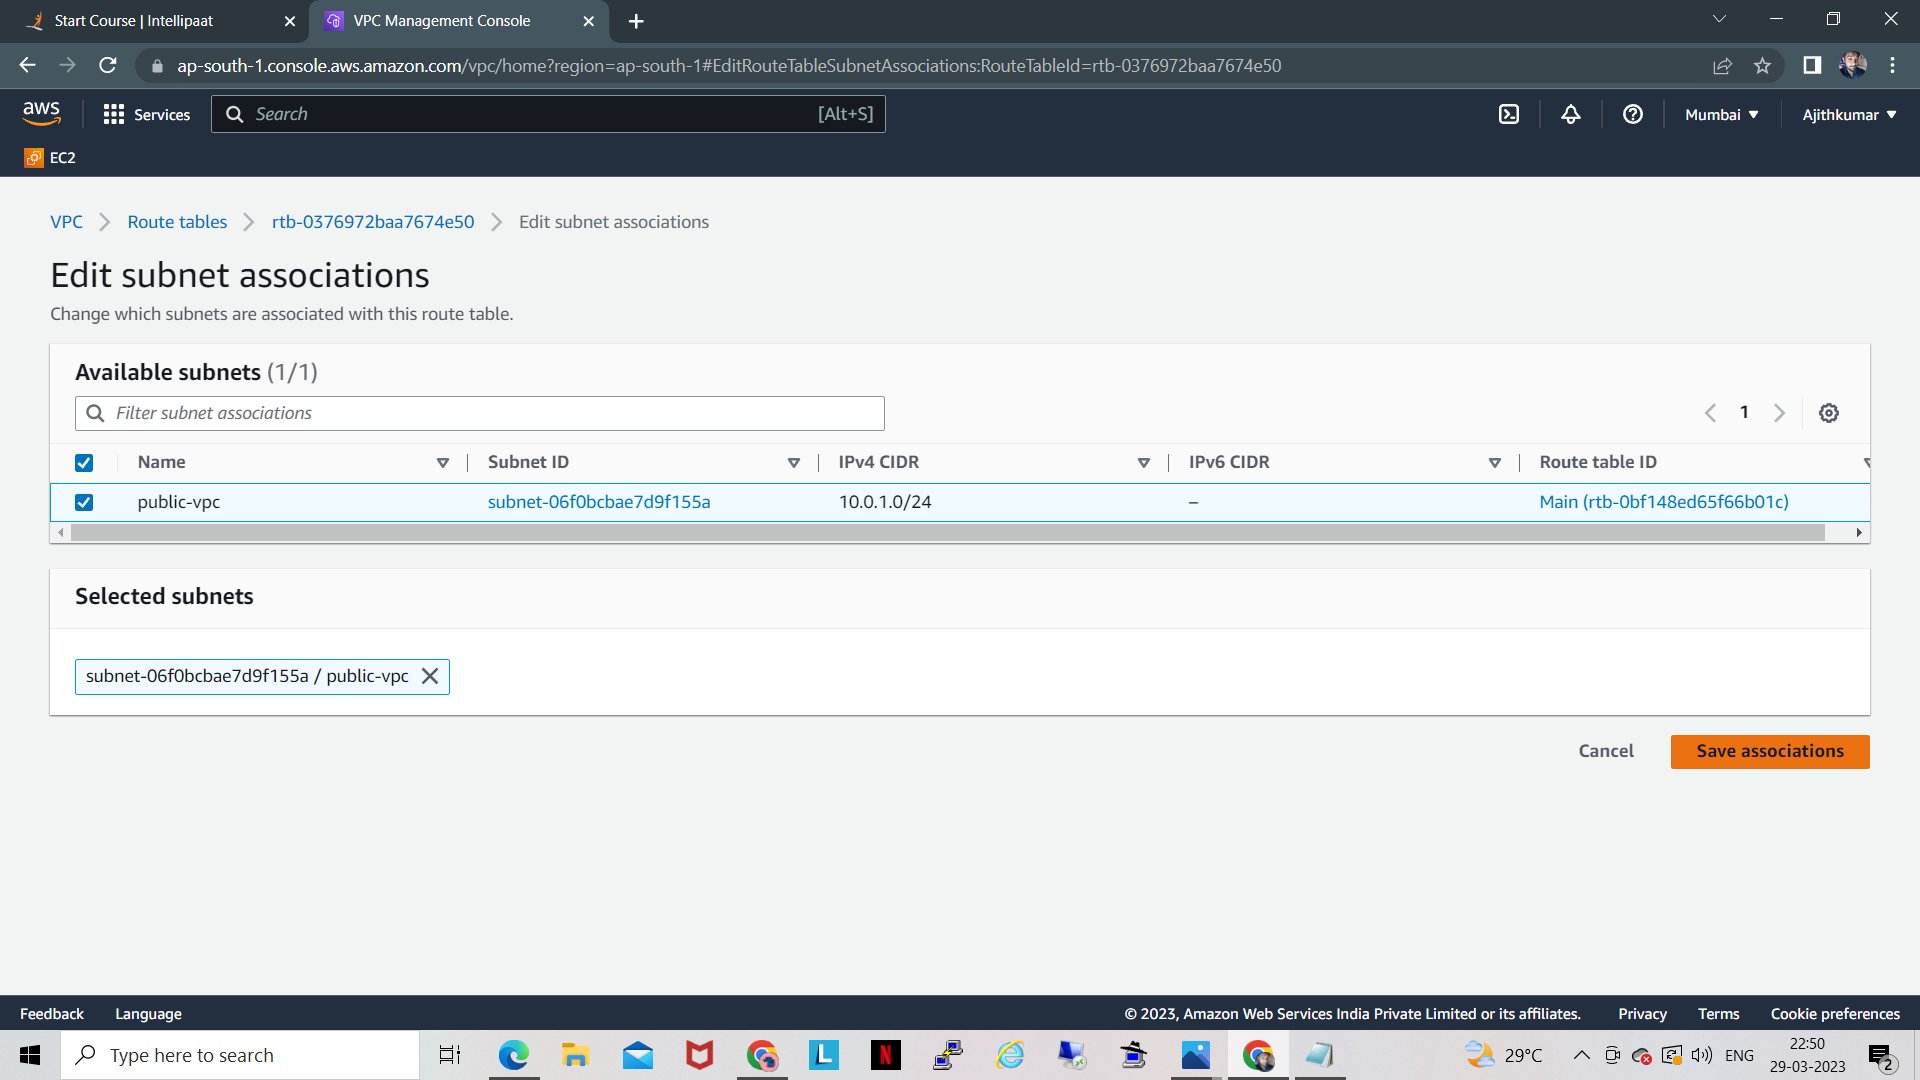 Start Course | Intellipaat
VPC Management Console
ap-south-1.console.aws.amazon.com/vpc/home?region=ap-south-1#EditRouteTableSubnetAssociations:RouteTableId=rtb-0376972baa7674e50
aws
Services
Search
[Alt+S]
Mumbai
Ajithkumar
EC2
VPC
Route tables
rtb-0376972baa7674e50
Edit subnet associations
Edit subnet associations
Change which subnets are associated with this route table.
Available subnets (1/1)
Filter subnet associations
1
Name
Subnet ID
IPv4 CIDR
IPv6 CIDR
Route table ID
public-vpc
subnet-06f0bcbae7d9f155a
10.0.1.0/24
–
Main (rtb-0bf148ed65f66b01c)
Selected subnets
subnet-06f0bcbae7d9f155a / public-vpc
Cancel
Save associations
Feedback
Language
© 2023, Amazon Web Services India Private Limited or its affiliates.
Privacy
Terms
Cookie preferences
Type here to search
L
N
29°C
ENG
22:50
29-03-2023
2